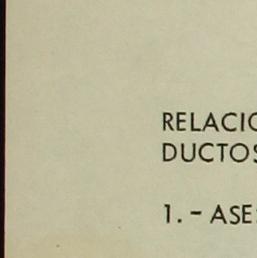 RELACIO
DUCTOS
1.- ASE